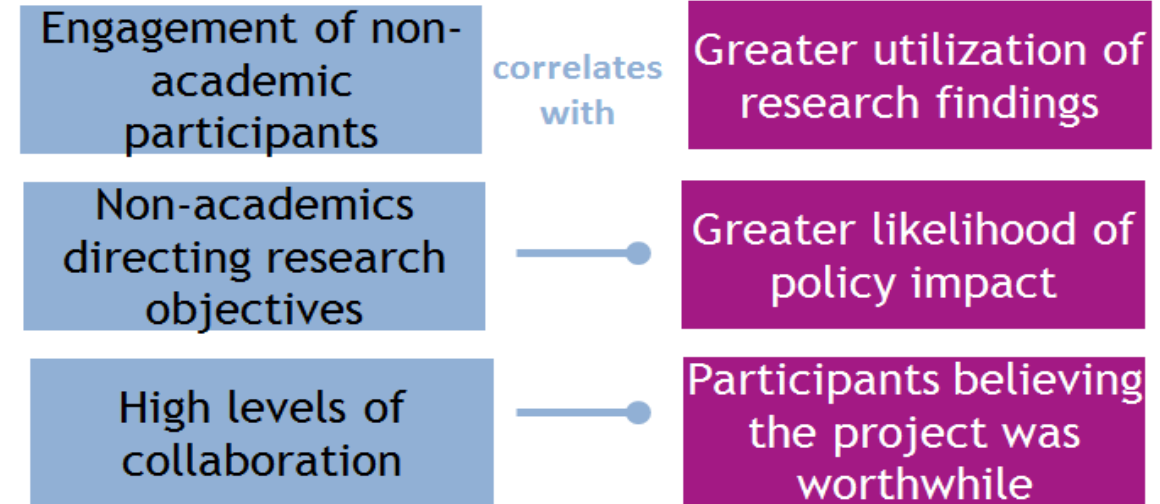 Engagement of non-
academic
participants
correlates
with
Greater utilization of
research findings
Non-academics
directing research
objectives
Greater likelihood of
policy impact
High levels of
collaboration
Participants believing
the project was
worthwhile